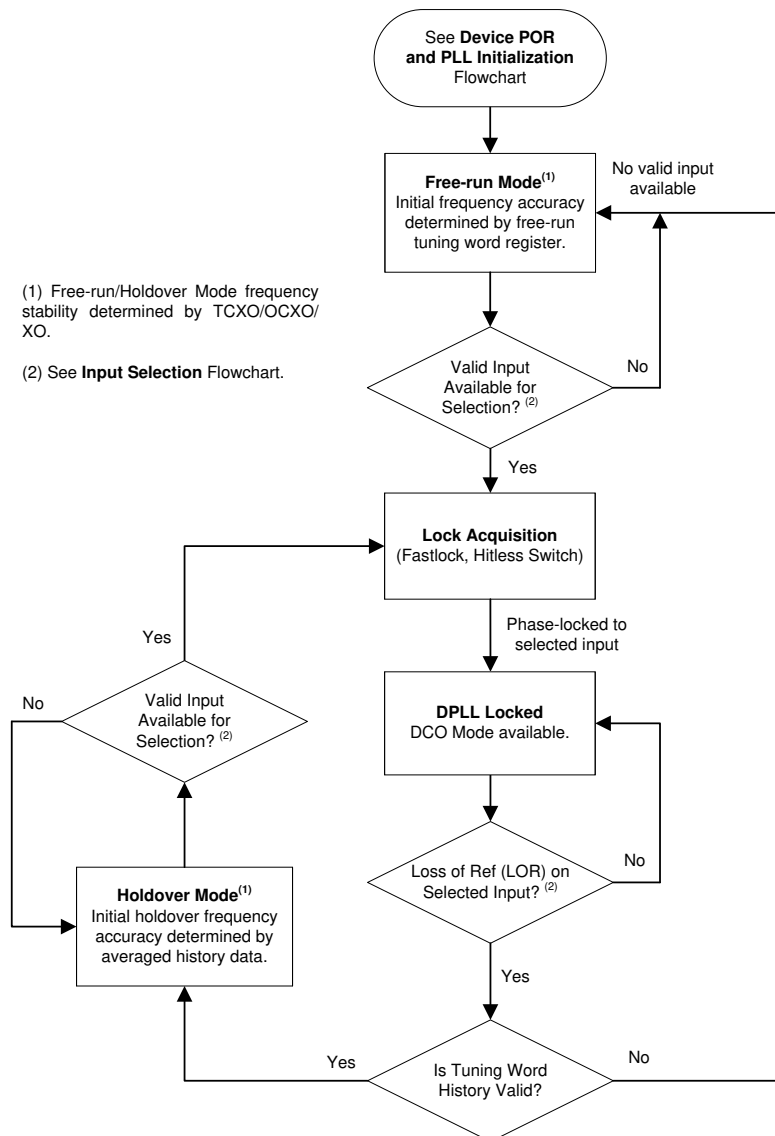 See Device POR
and PLL Initialization
Flowchart
No valid input
available
Free-run Mode(1)
Initial frequency accuracy
determined by free-run
tuning word register.
(1) Free-run/Holdover Mode frequency
stability determined by TCXO/OCXO/
XO.
(2) See Input Selection Flowchart.
Valid Input
Available for
Selection? (2)
No
Yes
Lock Acquisition
(Fastlock, Hitless Switch)
Yes
Phase-locked to
selected input
No
Valid Input
Available for
Selection? (2)
DPLL Locked
DCO Mode available.
Loss of Ref (LOR) on
Selected Input? (2)
No
Holdover Mode(1)
Initial holdover frequency
accuracy determined by
averaged history data.
Yes
Yes
Is Tuning Word
History Valid?
No